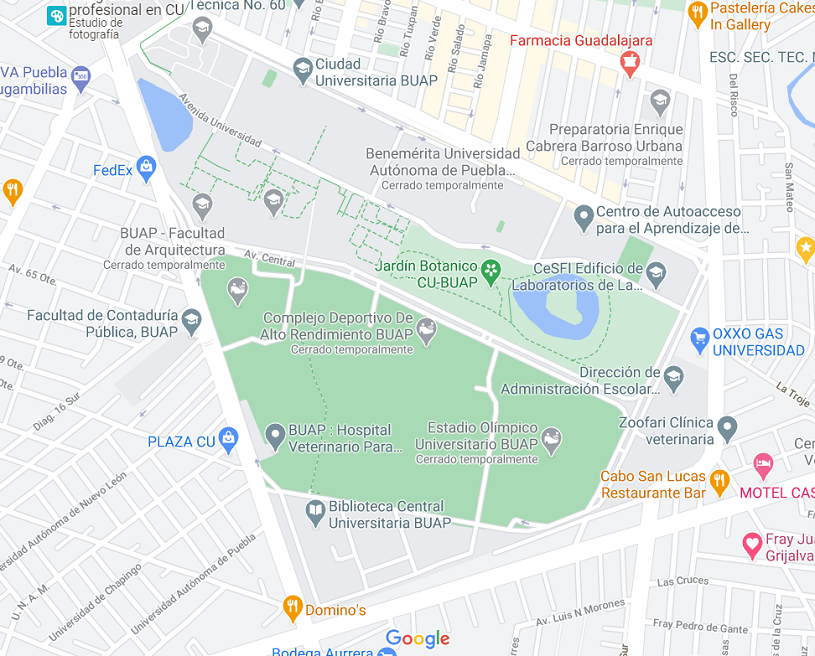 profesional en CU
Estudio de
fotografía
Técnica No. 60
Río Bravo
Río Tuxpan
Río Verde
Río Salado
Río Jamapa
Pastelería Cakes
In Gallery
Farmacia Guadalajara
ESC. SEC. TEC.
Del Risco
San Mateo
VA Puebla
Ciudad
Universitaria BUAP
Avenida Universidad
Preparatoria Enrique
Cabrera Barroso Urbana
Cerrado temporalmente
Benemérita Universidad
Autónoma de Puebla...
Cerrado temporalmente
FedEx
Centro de Autoacceso
para el Aprendizaje de...
BUAP - Facultad
de Arquitectura
Cerrado temporalmente
Av. Central
Av. 65 Ote.
Jardín Botanico
CU-BUAP
CeSFI Edificio de
Laboratorios de La...
Facultad de Contaduría
Pública, BUAP
Complejo Deportivo De
Alto Rendimiento BUAP
Cerrado temporalmente
OXXO GAS
UNIVERSIDAD
Dirección de
Administración Escolar...
La Troje
9 Ote.
Ote.
Diag. 16 Sur
PLAZA CU
BUAP : Hospital
Veterinario Para...
Estadio Olímpico
Universitario BUAP
Cerrado temporalmente
Zoofari Clínica
veterinaria
Cabo San Lucas
Restaurante Bar
MOTEL CAS
Biblioteca Central
Universitaria BUAP
Universidad Autónoma de Nuevo León
Universidad Autónoma de Puebla
Universidad de Chapingo
U. N. A. M.
Fray Jua
Grijalva
Las Cruces
Domino's
Av. Luis N Morones
Fray Pedro de Gante
s de la Cruz
Google
Sur
Bodega Aurrera